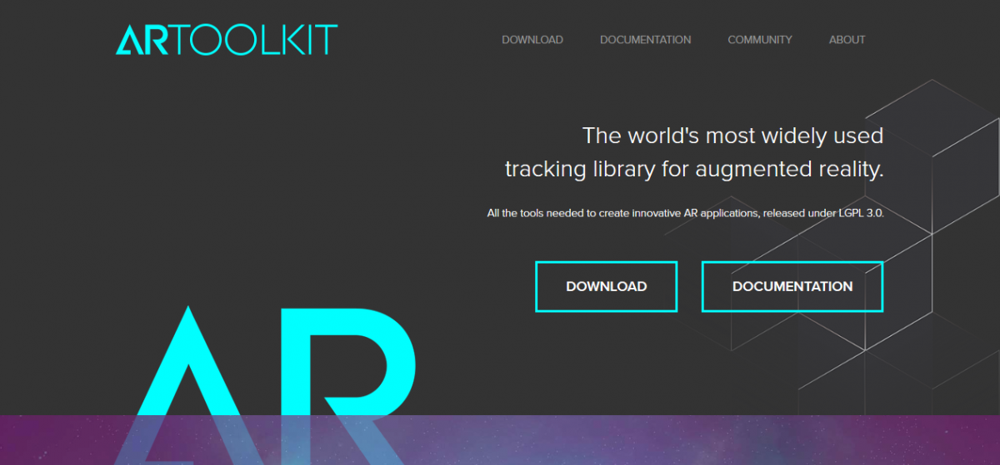 ARTOOLKIT
DOWNLOAD DOCUMENTATION COMMUNITY ABOUT
The world's most widely used
tracking library for augmented reality.
All the tools needed to create innovative AR applications, released under LGPL 3.0.
DOWNLOAD DOCUMENTATION
AR